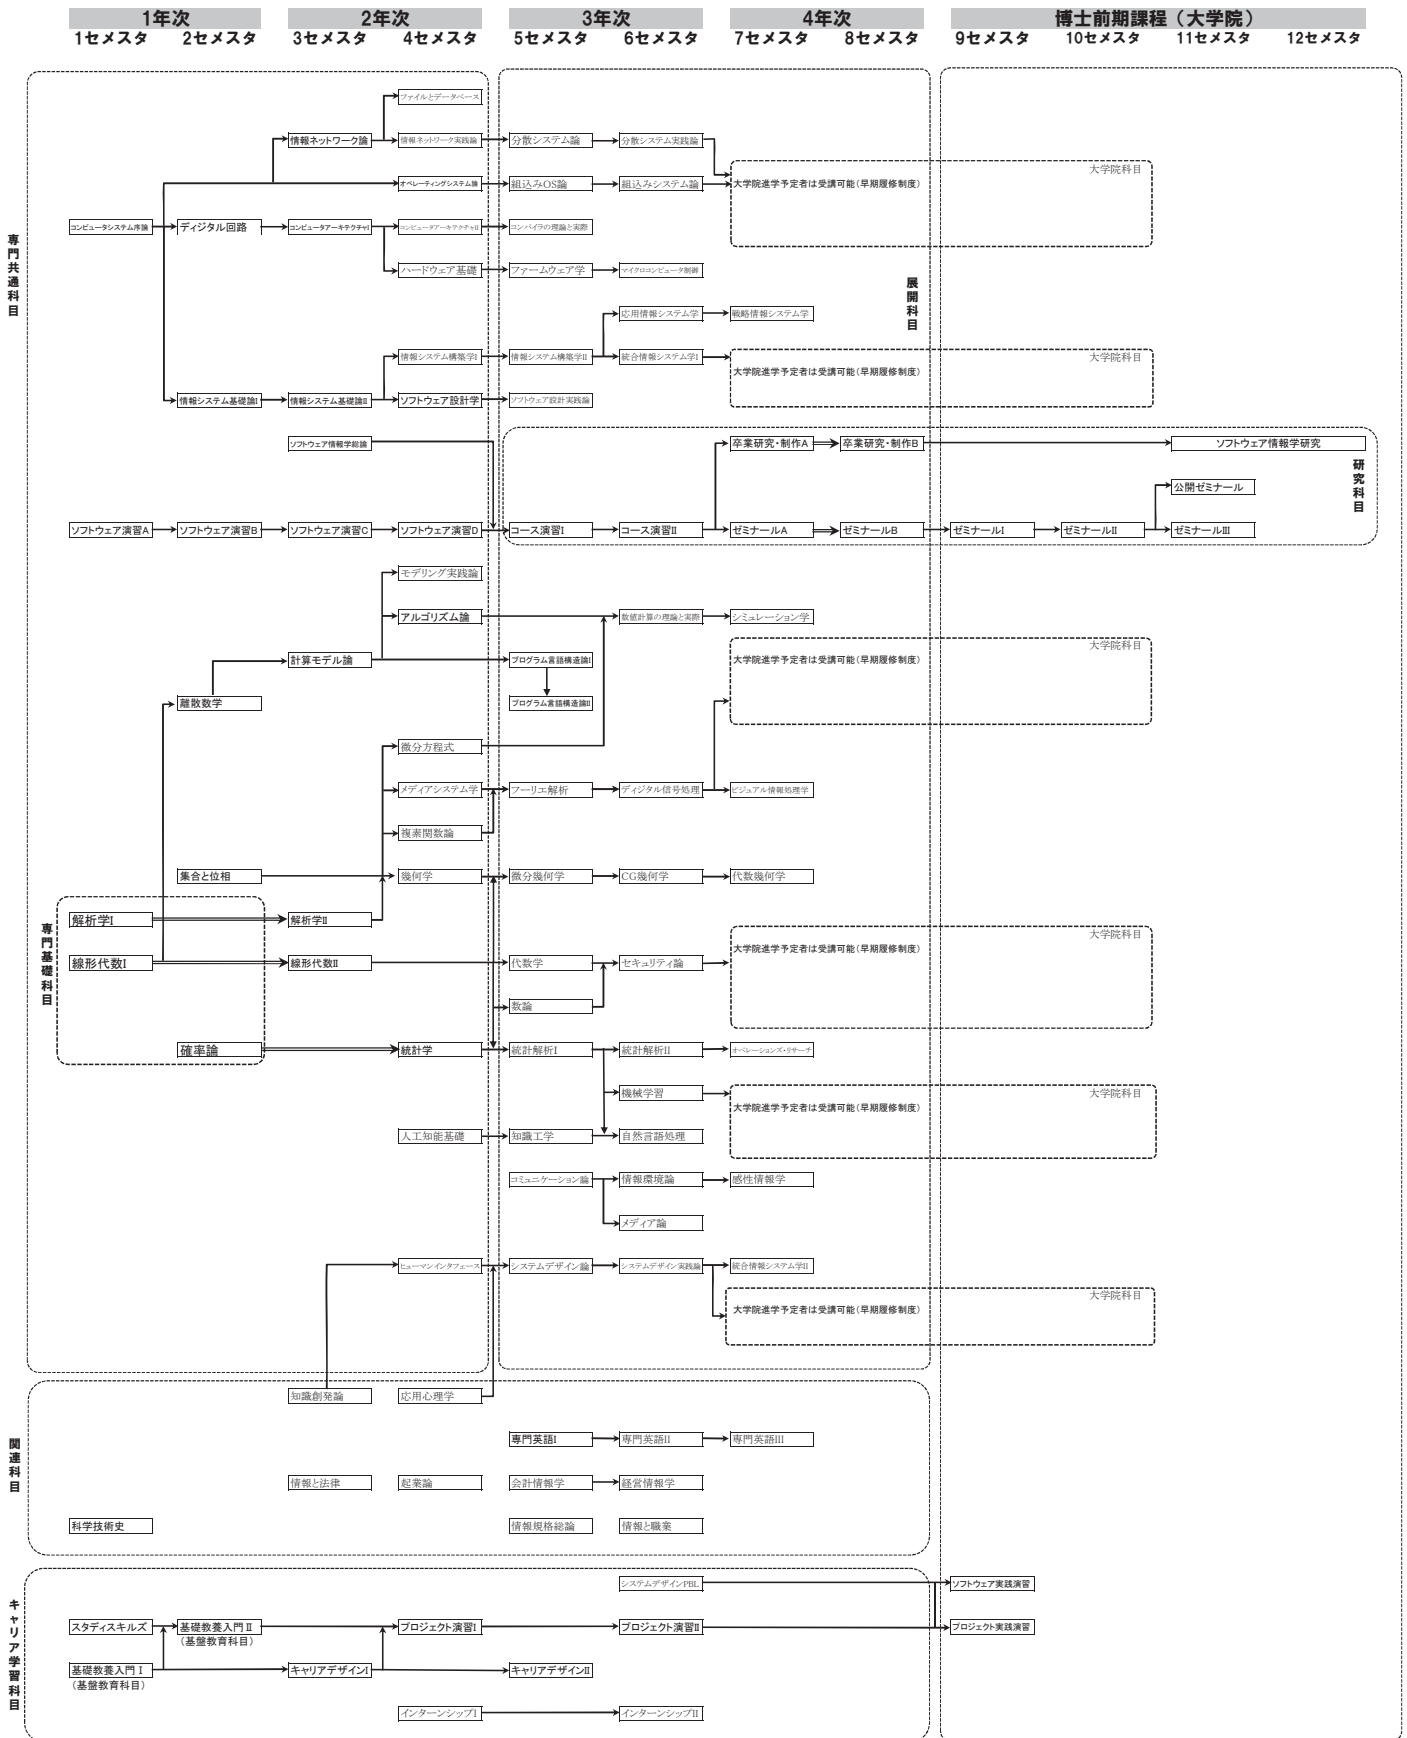 1年次 2年次 3年次 4年次 博士前期課程（大学院）
1セメスタ 2セメスタ 3セメスタ 4セメスタ 5セメスタ 6セメスタ 7セメスタ 8セメスタ 9セメスタ 10セメスタ 11セメスタ 12セメスタ
専門共通科目
展開科目
研究科目
専門基礎科目
関連科目
キャリア学習科目
ファイルとデータベース
情報ネットワーク論 情報ネットワーク実践論 分散システム論 分散システム実践論
大学院科目
オペレーティングシステム論 組込みOS論 組込みシステム論 大学院進学予定者は受講可能（早期履修制度）
コンピュータシステム序論 ディジタル回路 コンピュータアーキテクチャI コンピュータアーキテクチャII コンパイラの理論と実際
ハードウェア基礎 ファームウェア学 マイクロコンピュータ制御
応用情報システム学 戦略情報システム学
情報システム構築学I 情報システム構築学II 統合情報システム学I 大学院科目
大学院進学予定者は受講可能（早期履修制度）
情報システム基礎論I 情報システム基礎論II ソフトウェア設計学 ソフトウェア設計実践論
ソフトウェア情報学総論 卒業研究・制作A 卒業研究・制作B ソフトウェア情報学研究
公開ゼミナール
ソフトウェア演習A ソフトウェア演習B ソフトウェア演習C ソフトウェア演習D コース演習I コース演習II ゼミナールA ゼミナールB ゼミナールI ゼミナールII ゼミナールIII
モデリング実践論
アルゴリズム論 数値計算の理論と実際 シミュレーション学
大学院科目
計算モデル論 プログラム言語構造論I 大学院進学予定者は受講可能（早期履修制度）
離散数学 プログラム言語構造論II
微分方程式
メディアシステム学 フーリエ解析 ディジタル信号処理 ビジュアル情報処理学
複素関数論
集合と位相 幾何学 微分幾何学 CG幾何学 代数幾何学
解析学I 解析学II
大学院科目
大学院進学予定者は受講可能（早期履修制度）
線形代数I 線形代数II 代数学 セキュリティ論
数論
確率論 統計学 統計解析I 統計解析II オペレーションズ・リサーチ
機械学習 大学院科目
大学院進学予定者は受講可能（早期履修制度）
人工知能基礎 知識工学 自然言語処理
コミュニケーション論 情報環境論 感性情報学
メディア論
ヒューマンインタフェース システムデザイン論 システムデザイン実践論 統合情報システム学II
大学院科目
大学院進学予定者は受講可能（早期履修制度）
知識創発論 応用心理学
専門英語I 専門英語II 専門英語III
情報と法律 起業論 会計情報学 経営情報学
科学技術史 情報規格総論 情報と職業
システムデザインPBL ソフトウェア実践演習
スタディスキルズ 基礎教養入門Ⅱ プロジェクト演習I プロジェクト演習II プロジェクト実践演習
（基盤教育科目）
基礎教養入門Ⅰ キャリアデザインI キャリアデザインII
（基盤教育科目）
インターンシップI インターンシップII